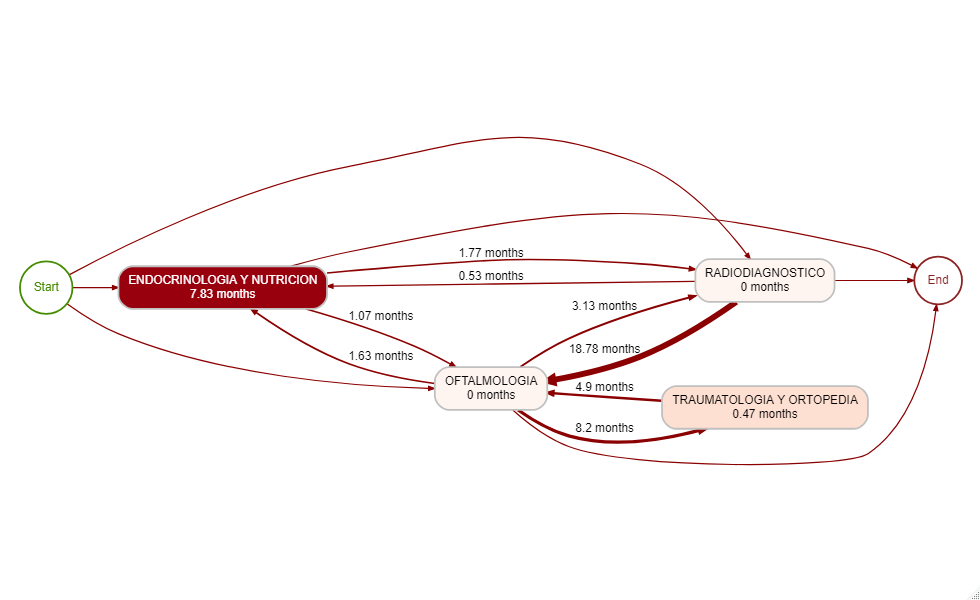 1.77 months
RADIODIAGNOSTICO
0 months
0.53 months
Start
ENDOCRINOLOGIA Y NUTRICION
7.83 months
End
3.13 months
1.07 months
18.78 months
1.63 months
OFTALMOLOGIA
0 months
4.9 months
TRAUMATOLOGIA Y ORTOPEDIA
0.47 months
8.2 months